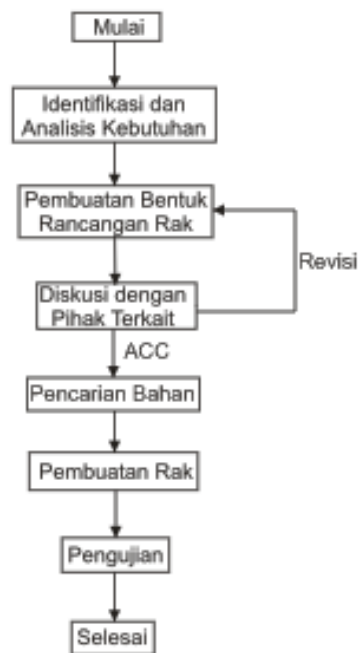 Mulai
Identifikasi dan
Analisis Kebutuhan
Pembuatan Bentuk
Rancangan Rak
Revisi
Diskusi dengan
Pihak Terkait
ACC
Pencarian Bahan
Pembuatan Rak
Pengujian
Selesai